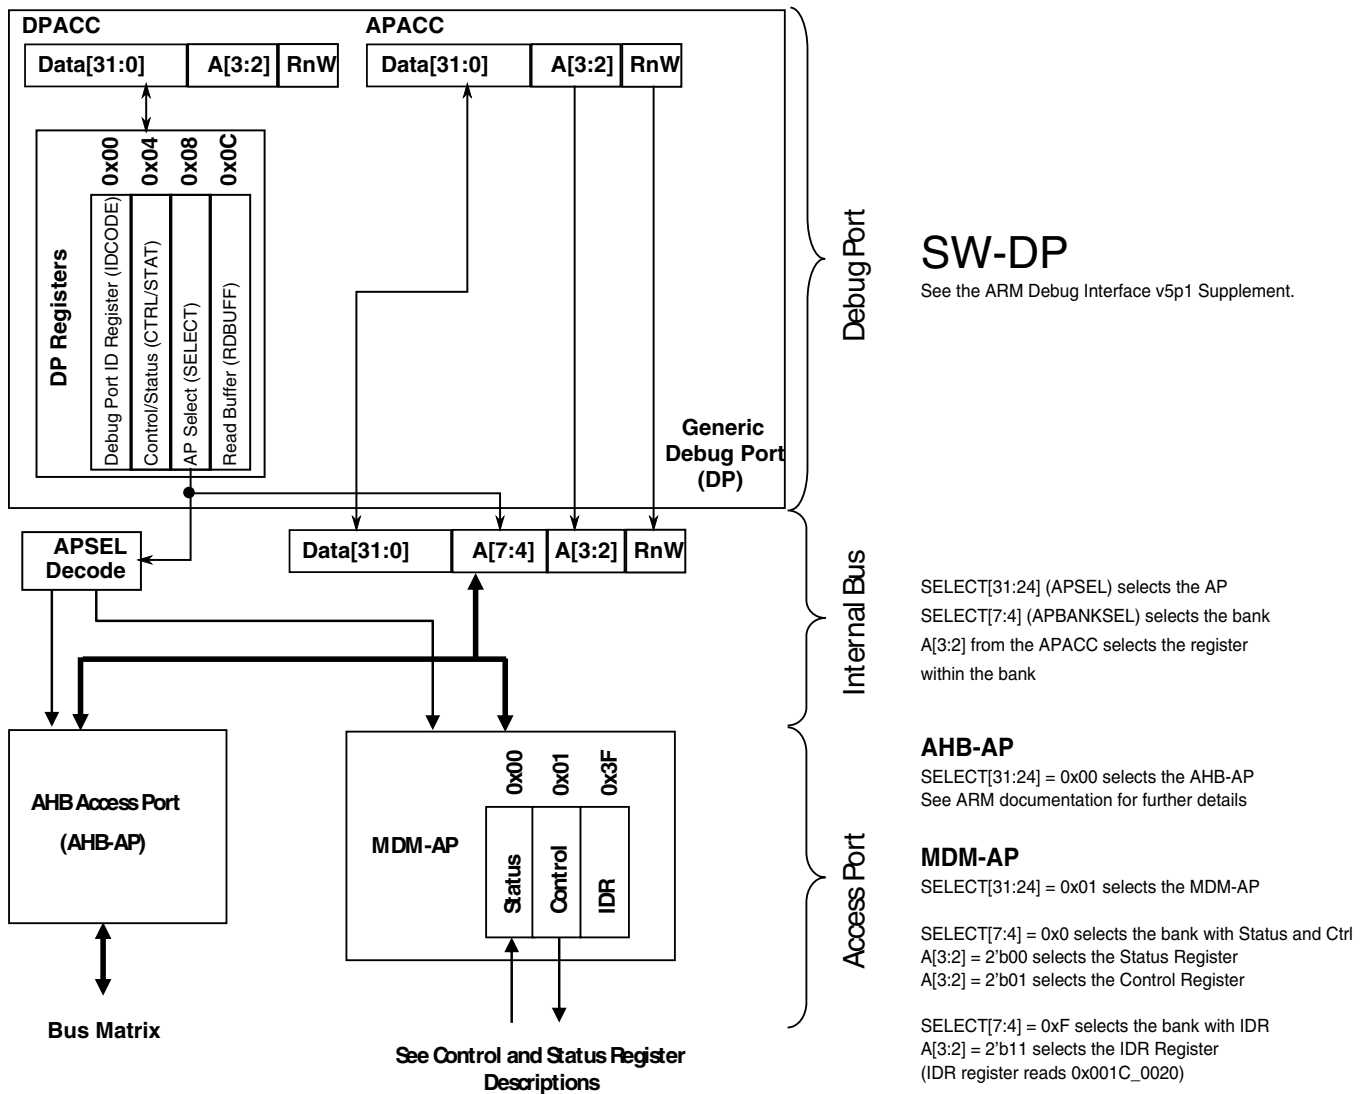 DPACC
APACC
Data[31:0] A[3:2] RnW
Data[31:0] A[3:2] RnW
0x00
0x04
0x08
0x0C
DP Registers
Debug Port ID Register (IDCODE)
Control/Status (CTRL/STAT)
AP Select (SELECT)
Read Buffer (RDBUFF)
Generic
Debug Port
(DP)
Debug Port
SW-DP
See the ARM Debug Interface v5p1 Supplement.
APSEL
Decode
Data[31:0] A[7:4] A[3:2] RnW
Internal Bus
SELECT[31:24] (APSEL) selects the AP
SELECT[7:4] (APBANKSEL) selects the bank
A[3:2] from the APACC selects the register
within the bank
AHB Access Port
(AHB-AP)
Bus Matrix
MDM-AP
0x00
0x01
0x3F
Status
Control
IDR
See Control and Status Register
Descriptions
Access Port
AHB-AP
SELECT[31:24] = 0x00 selects the AHB-AP
See ARM documentation for further details
MDM-AP
SELECT[31:24] = 0x01 selects the MDM-AP
SELECT[7:4] = 0x0 selects the bank with Status and Ctrl
A[3:2] = 2'b00 selects the Status Register
A[3:2] = 2'b01 selects the Control Register
SELECT[7:4] = 0xF selects the bank with IDR
A[3:2] = 2'b11 selects the IDR Register
(IDR register reads 0x001C_0020)